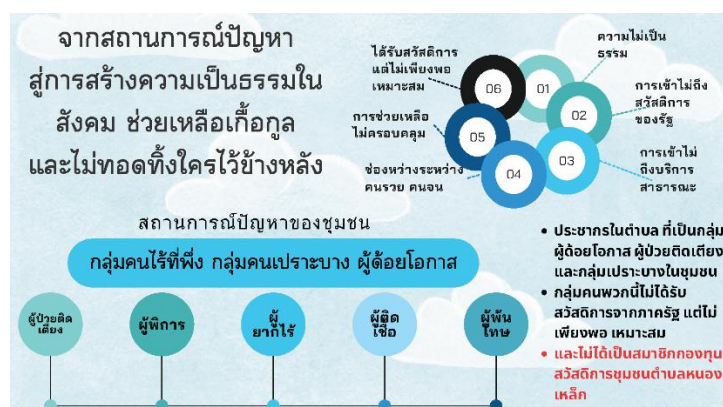 จากสถานการณ์ปัญหา
สู่การสร้างความเป็นธรรมใน
สังคม ช่วยเหลือเกื้อกูล
และไม่ทอดทิ้งใครไว้ข้างหลัง
ความไม่เป็น
ธรรม
การเข้าไม่ถึง
สวัสดิการ
ของรัฐ
การเข้าไม่
ถึงบริการ
สาธารณะ
ช่องหว่างระหว่าง
คนรวย คนจน
การช่วยเหลือ
ไม่ครอบคลุม
ได้รับสวัสดิการ
แต่ไม่เพียงพอ
เหมาะสม
01
02
03
04
05
06
สถานการณ์ปัญหาของชุมชน
กลุ่มคนไร้ที่พึ่ง กลุ่มคนเปราะบาง ผู้ด้อยโอกาส
ผู้ป่วยติด
เตียง
ผู้พิการ
ผู้
ยากไร้
ผู้ติด
เชื้อ
ผู้พ้น
โทษ
• ประชากรในตำบล ที่เป็นกลุ่ม
ผู้ด้อยโอกาส ผู้ป่วยติดเตียง
และกลุ่มเปราะบางในชุมชน
• กลุ่มคนพวกนี้ไม่ได้รับ
สวัสดิการจากภาครัฐ แต่ไม่
เพียงพอ เหมาะสม
• และไม่ได้เป็นสมาชิกกองทุน
สวัสดิการชุมชนตำบลหนอง
เหล็ก